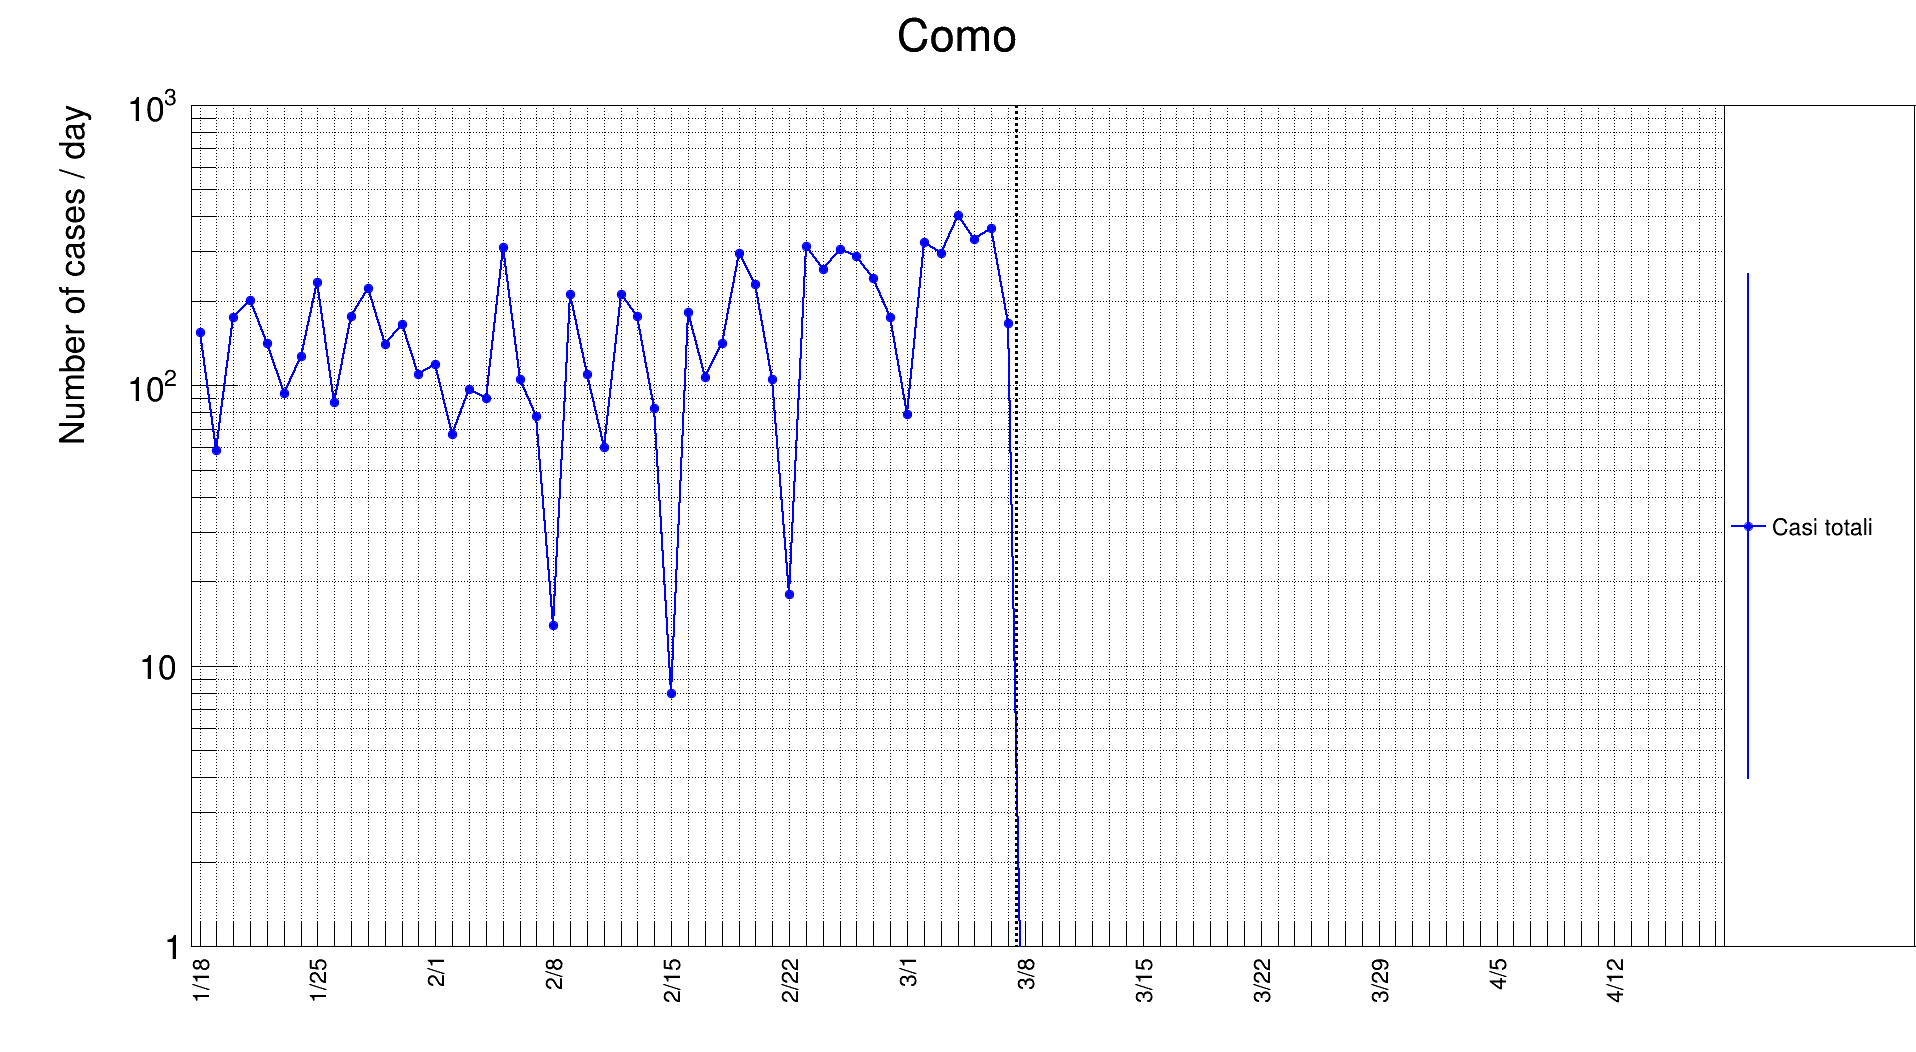 Como
Number of cases / day
10³
10²
10
1
1/18 1/25 2/1 2/8 2/15 2/22 3/1 3/8 3/15 3/22 3/29 4/5 4/12
Casi totali